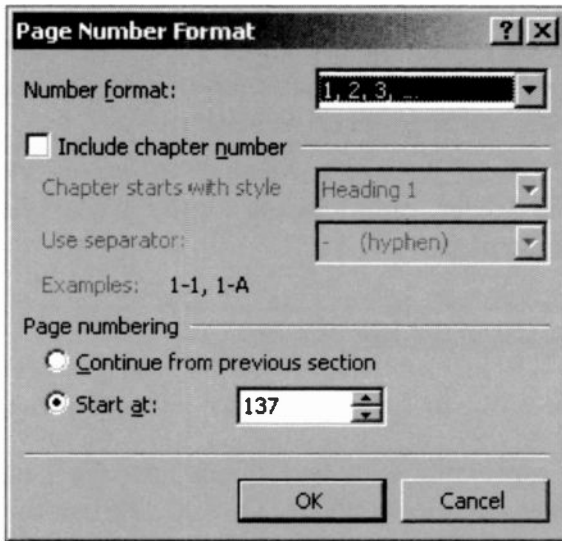 Page Number Format ? X
Number format: 1, 2, 3, ...
Include chapter number
Chapter starts with style Heading 1
Use separator: - (hyphen)
Examples: 1-1, 1-A
Page numbering
Continue from previous section
Start at: 137
OK Cancel